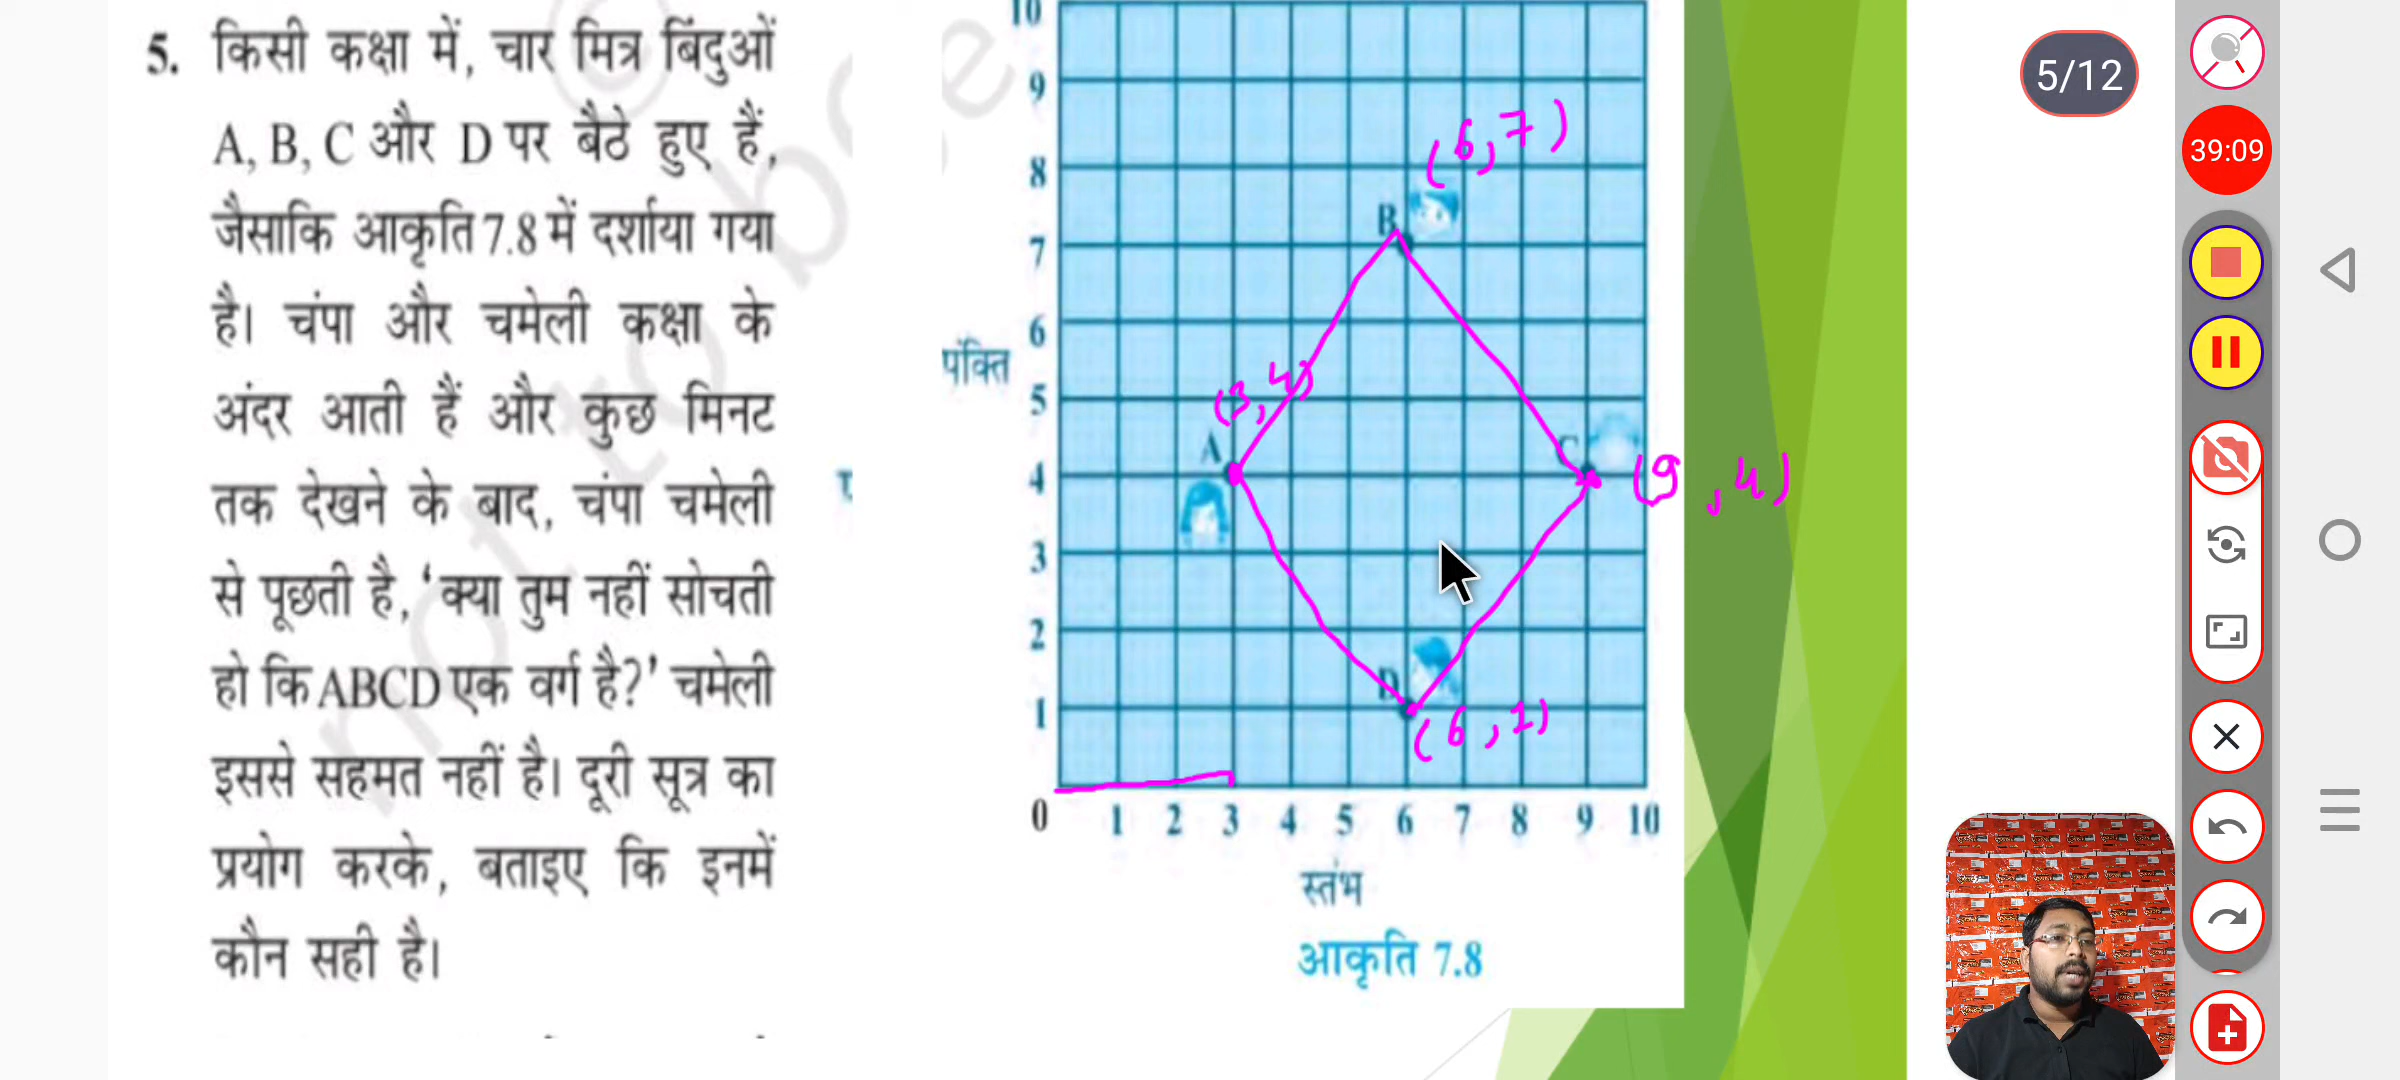 5. किसी कक्षा में, चार मित्र बिंदुओं
A, B, C और D पर बैठे हुए हैं,
जैसाकि आकृति 7.8 में दर्शाया गया
है। चंपा और चमेली कक्षा के
अंदर आती हैं और कुछ मिनट
तक देखने के बाद, चंपा चमेली
से पूछती है, ‘क्या तुम नहीं सोचती
हो कि ABCD एक वर्ग है?’ चमेली
इससे सहमत नहीं है। दूरी सूत्र का
प्रयोग करके, बताइए कि इनमें
कौन सही है।
10
9
8
7
6
5
4
3
2
1
0 1 2 3 4 5 6 7 8 9 10
पंक्ति
B (6,7)
A (3,4)
C (9,4)
D (6,1)
स्तंभ
आकृति 7.8
5/12
39:09
not to be